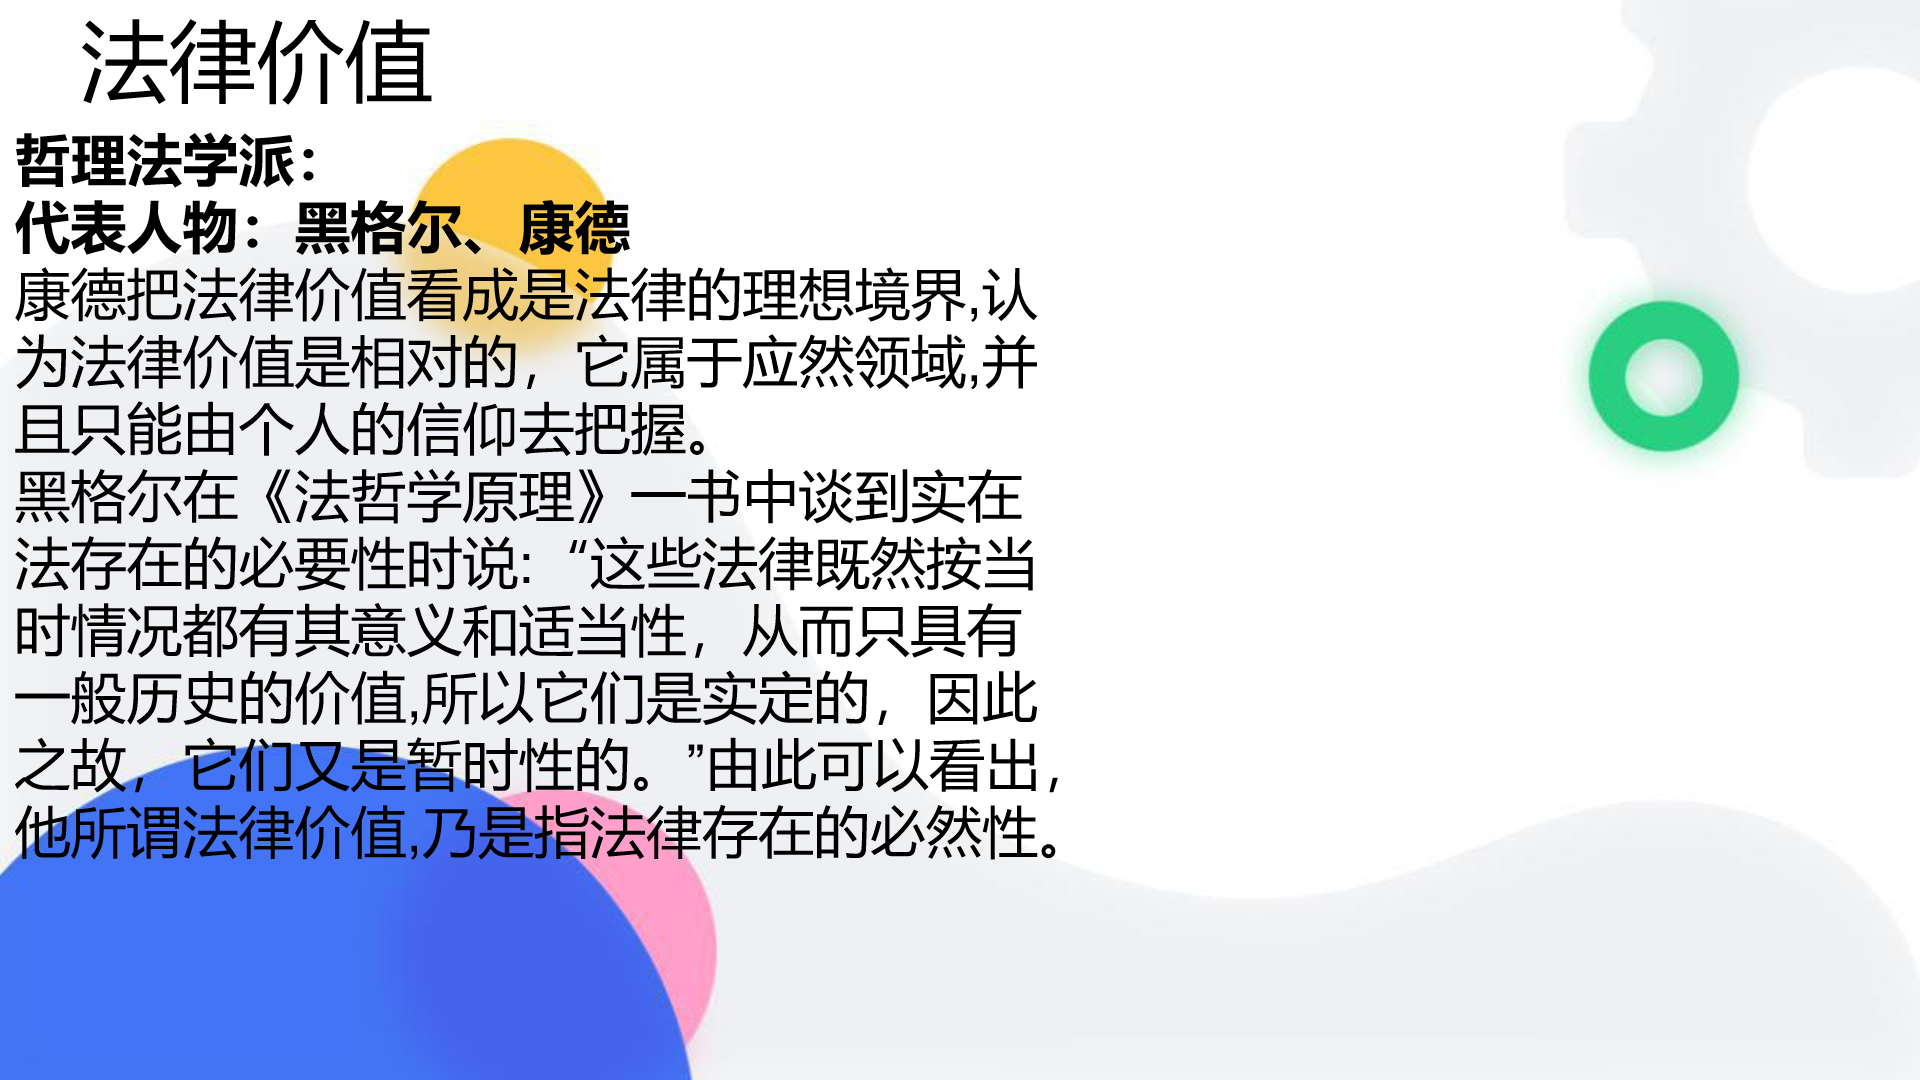 法律价值
哲理法学派：
代表人物：黑格尔、康德
康德把法律价值看成是法律的理想境界,认
为法律价值是相对的，它属于应然领域,并
且只能由个人的信仰去把握。
黑格尔在《法哲学原理》一书中谈到实在
法存在的必要性时说:“这些法律既然按当
时情况都有其意义和适当性，从而只具有
一般历史的价值,所以它们是实定的，因此
之故，它们又是暂时性的。”由此可以看出，
他所谓法律价值,乃是指法律存在的必然性。